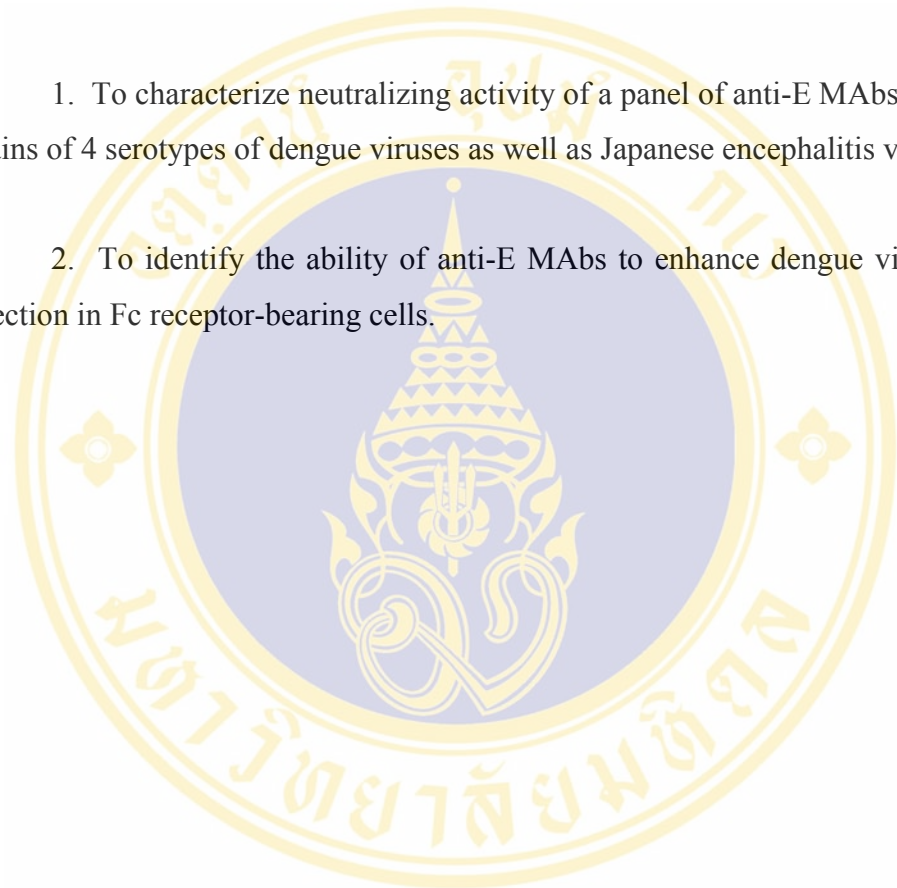 1. To characterize neutralizing activity of a panel of anti-E MAbs
ins of 4 serotypes of dengue viruses as well as Japanese encephalitis v
2. To identify the ability of anti-E MAbs to enhance dengue vi
ection in Fc receptor-bearing cells.
มหาวิทยาลัยมหิดล